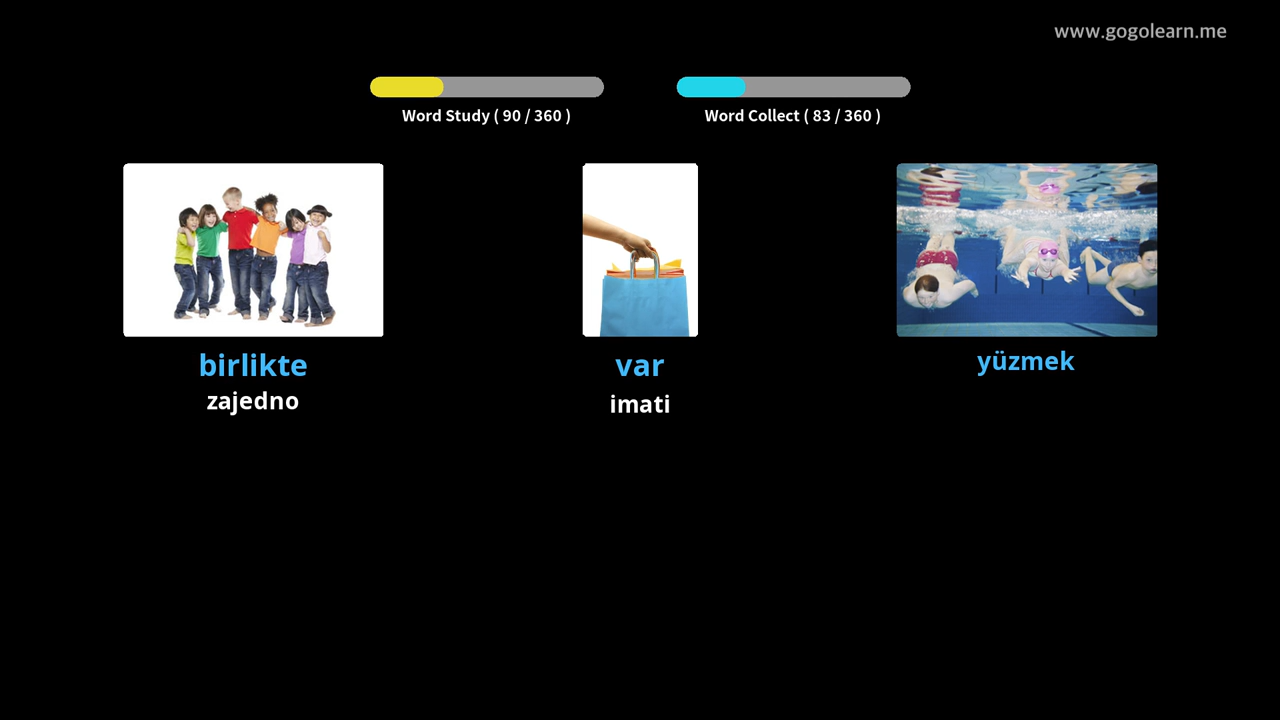 www.gogolearn.me
Word Study ( 90 / 360 )
Word Collect ( 83 / 360 )
birlikte
zajedno
var
imati
yüzmek